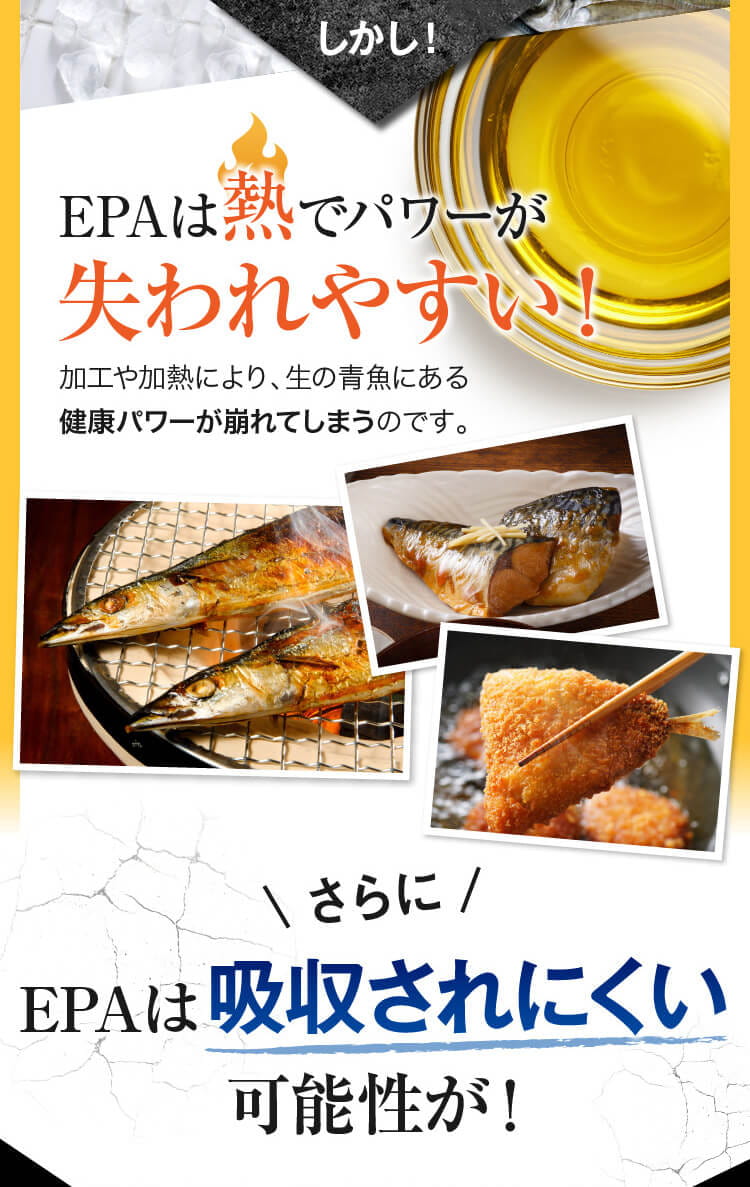 しかし!
EPAは熱でパワーが
失われやすい!
加工や加熱により、生の青魚にある
健康パワーが崩れてしまうのです。
さらに
EPAは吸収されにくい
可能性が!